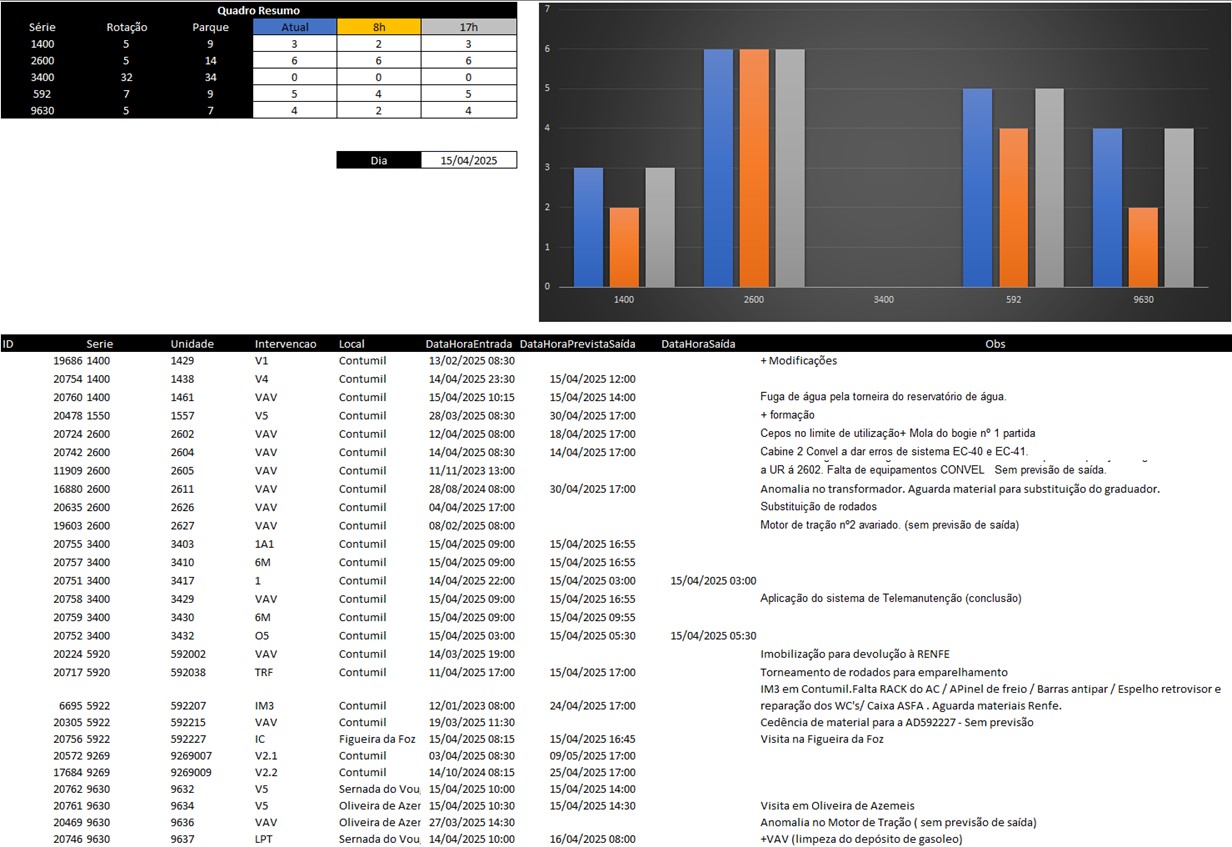 Quadro Resumo
Série Rotação Parque Atual 8h 17h
1400 5 9 3 2 3
2600 5 14 6 6 6
3400 32 34 0 0 0
592 7 9 5 4 5
9630 5 7 4 2 4
Dia 15/04/2025
7
6
5
4
3
2
1
0
1400 2600 3400 592 9630
ID Serie Unidade Intervencao Local DataHoraEntrada DataHoraPrevistaSaída DataHoraSaída Obs
19686 1400 1429 V1 Contumil 13/02/2025 08:30 + Modificações
20754 1400 1438 V4 Contumil 14/04/2025 23:30 15/04/2025 12:00
20760 1400 1461 VAV Contumil 15/04/2025 10:15 15/04/2025 14:00 Fuga de água pela torneira do reservatório de água.
20478 1550 1557 V5 Contumil 28/03/2025 08:30 30/04/2025 17:00 + formação
20724 2600 2602 VAV Contumil 12/04/2025 08:00 18/04/2025 17:00 Cepos no limite de utilização+ Mola do bogie nº 1 partida
20742 2600 2604 VAV Contumil 14/04/2025 08:30 14/04/2025 17:00 Cabine 2 Convel a dar erros de sistema EC-40 e EC-41.
11909 2600 2605 VAV Contumil 11/11/2023 13:00 a UR á 2602. Falta de equipamentos CONVEL Sem previsão de saída.
16880 2600 2611 VAV Contumil 28/08/2024 08:00 30/04/2025 17:00 Anomalia no transformador. Aguarda material para substituição do graduador.
20635 2600 2626 VAV Contumil 04/04/2025 17:00 Substituição de rodados
19603 2600 2627 VAV Contumil 08/02/2025 08:00 Motor de tração nº2 avariado. (sem previsão de saída)
20755 3400 3403 1A1 Contumil 15/04/2025 09:00 15/04/2025 16:55
20757 3400 3410 6M Contumil 15/04/2025 09:00 15/04/2025 16:55
20751 3400 3417 1 Contumil 14/04/2025 22:00 15/04/2025 03:00 15/04/2025 03:00
20758 3400 3429 VAV Contumil 15/04/2025 09:00 15/04/2025 16:55 Aplicação do sistema de Telemanutenção (conclusão)
20759 3400 3430 6M Contumil 15/04/2025 09:00 15/04/2025 09:55
20752 3400 3432 O5 Contumil 15/04/2025 03:00 15/04/2025 05:30 15/04/2025 05:30
20224 5920 592002 VAV Contumil 14/03/2025 19:00 Imobilização para devolução à RENFE
20717 5920 592038 TRF Contumil 11/04/2025 17:00 15/04/2025 17:00 Torneamento de rodados para emparelhamento
IM3 em Contumil.Falta RACK do AC / APinel de freio / Barras antipar / Espelho retrovisor e
6695 5922 592207 IM3 Contumil 12/01/2023 08:00 24/04/2025 17:00 reparação dos WC's/ Caixa ASFA . Aguarda materiais Renfe.
20305 5922 592215 VAV Contumil 19/03/2025 11:30 Cedência de material para a AD592227 - Sem previsão
20756 5922 592227 IC Figueira da Foz 15/04/2025 08:15 15/04/2025 16:45 Visita na Figueira da Foz
20572 9269 9269007 V2.1 Contumil 03/04/2025 08:30 09/05/2025 17:00
17684 9269 9269009 V2.2 Contumil 14/10/2024 08:15 25/04/2025 17:00
20762 9630 9632 V5 Sernada do Vou 15/04/2025 10:00 15/04/2025 14:00
20761 9630 9634 V5 Oliveira de Azer 15/04/2025 10:30 15/04/2025 14:30 Visita em Oliveira de Azemeis
20469 9630 9636 VAV Oliveira de Azer 27/03/2025 14:30 Anomalia no Motor de Tração ( sem previsão de saída)
20746 9630 9637 LPT Sernada do Vou 14/04/2025 10:00 16/04/2025 08:00 +VAV (limpeza do depósito de gasoleo)